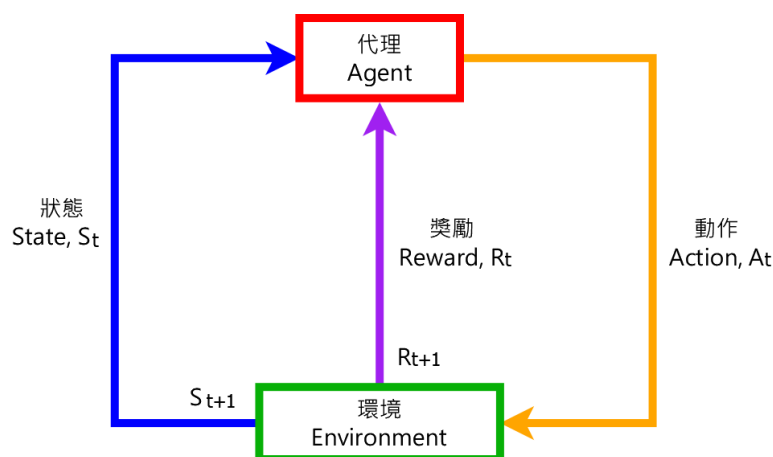 代理
Agent
狀態
State, St
獎勵
Reward, Rt
動作
Action, At
Rt+1
St+1
環境
Environment